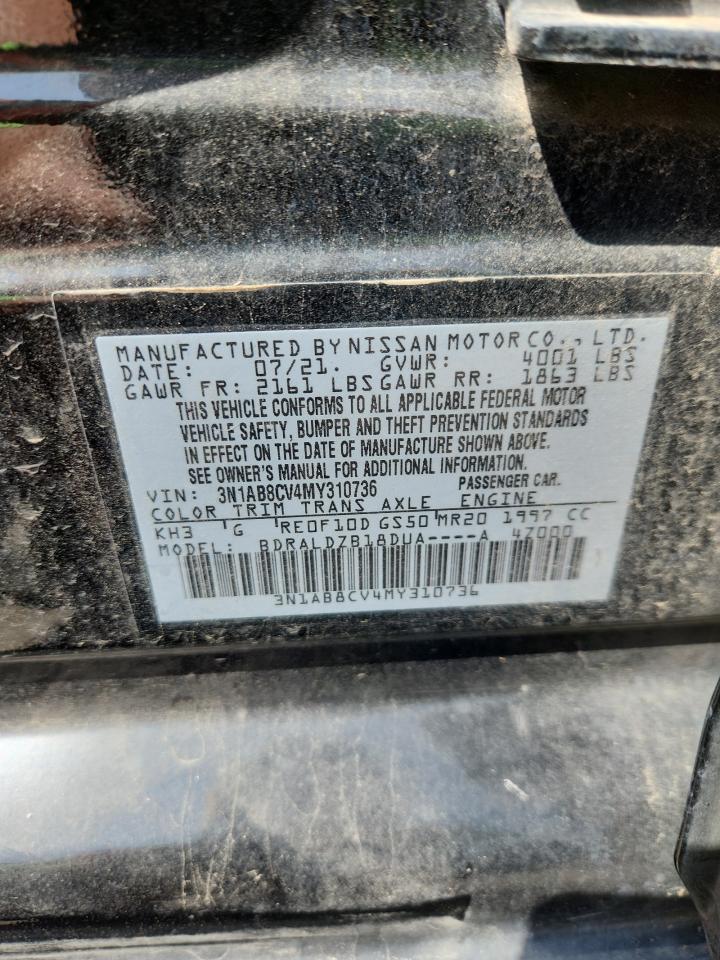 MANUFACTURED BY NISSAN MOTOR CO., LTD.
DATE: 07/21. GVWR: 4001 LBS
GAWR FR: 2161 LBS GAWR RR: 1863 LBS
THIS VEHICLE CONFORMS TO ALL APPLICABLE FEDERAL MOTOR
VEHICLE SAFETY, BUMPER AND THEFT PREVENTION STANDARDS
IN EFFECT ON THE DATE OF MANUFACTURE SHOWN ABOVE.
SEE OWNER'S MANUAL FOR ADDITIONAL INFORMATION.
VIN: 3N1AB8CV4MY310736 PASSENGER CAR.
COLOR TRIM TRANS AXLE ENGINE
KH3 G RE0F10D GS50 MR20 1997 CC
MODEL: BDRALDZB18DUA----A 4Z000
3N1AB8CV4MY310736